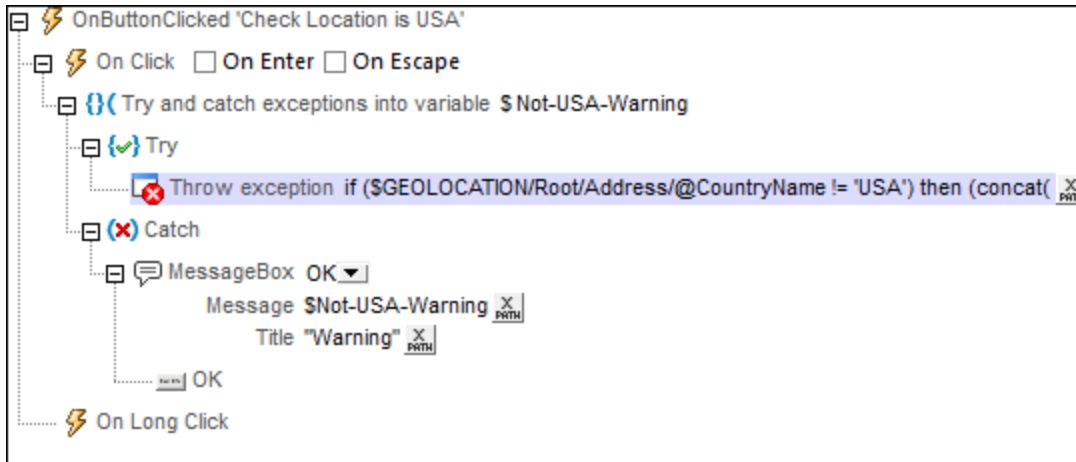 OnButtonClicked 'Check Location is USA'
On Click On Enter On Escape
{}( Try and catch exceptions into variable $Not-USA-Warning
Try
Throw exception if ($GEOLOCATION/Root/Address/@CountryName != 'USA') then (concat( X
Catch
MessageBox OK
Message $Not-USA-Warning X PATH
Title "Warning" X PATH
OK
On Long Click